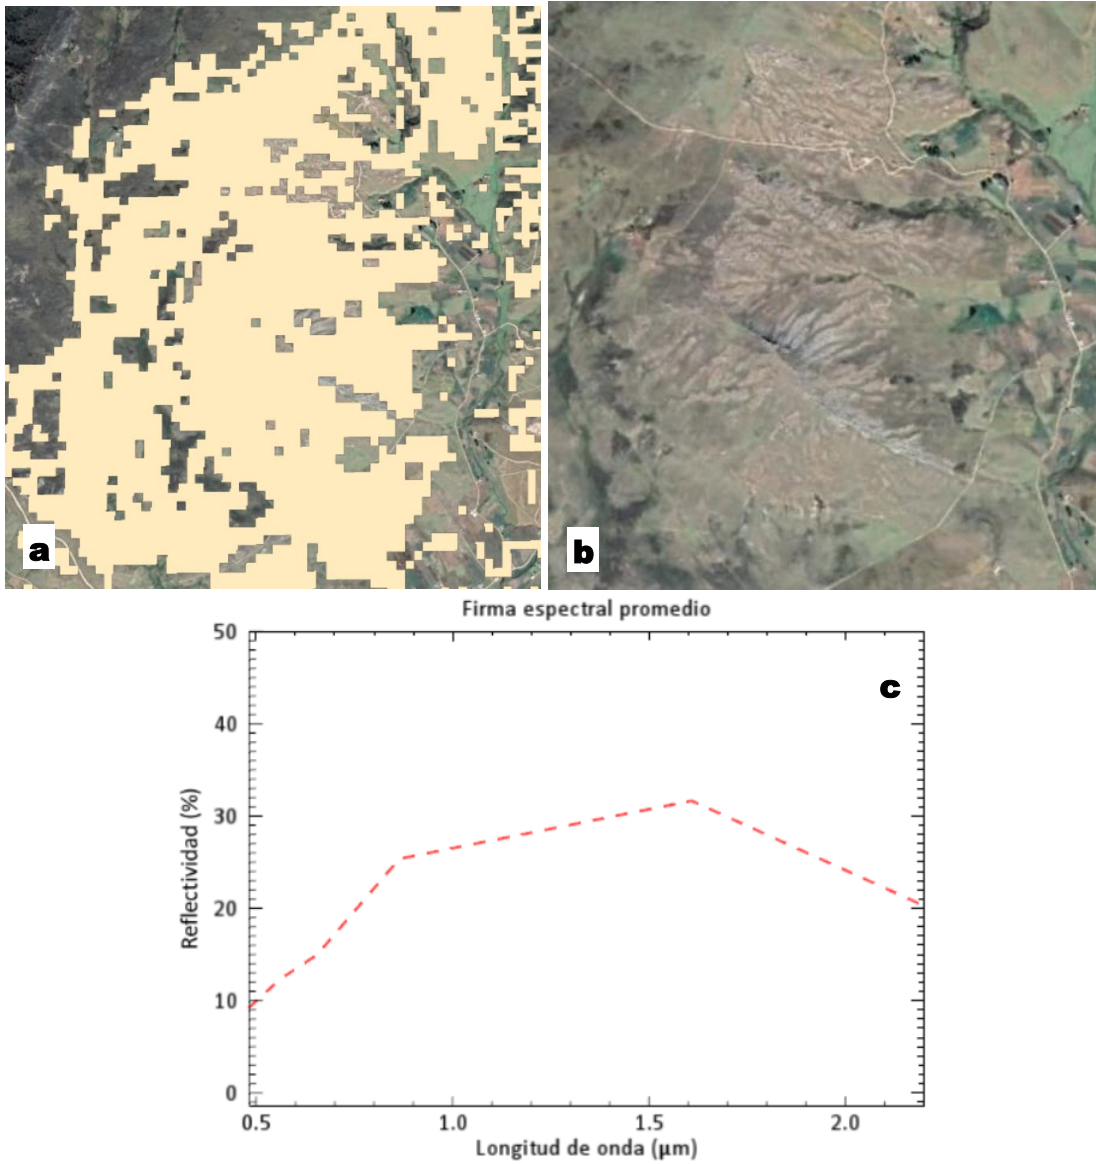 a
b
Firma espectral promedio
c
50
40
30
20
10
0
Reflectividad (%)
0.5 1.0 1.5 2.0
Longitud de onda (μm)